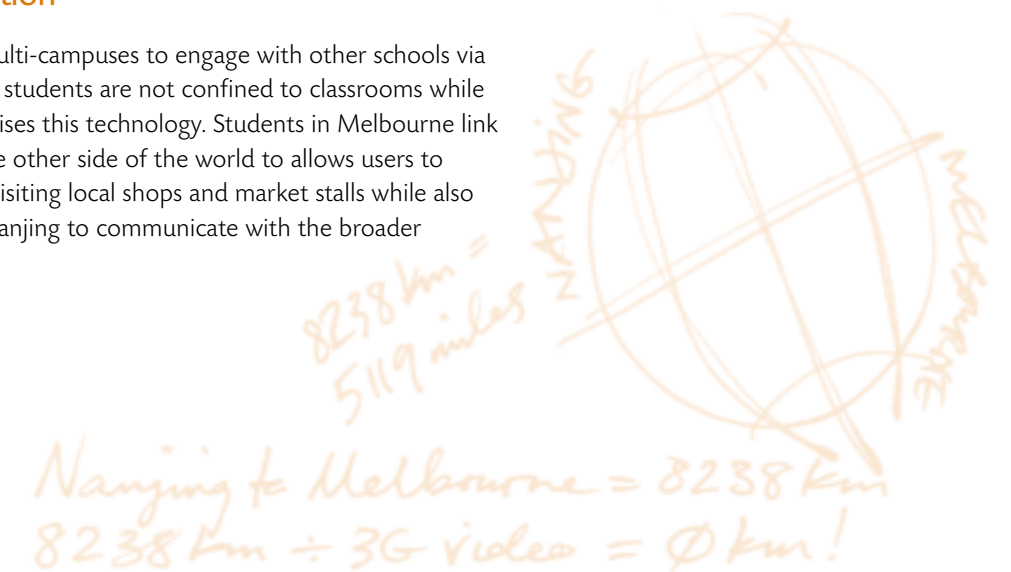 tion
ulti-campuses to engage with other schools via
students are not confined to classrooms while
ises this technology. Students in Melbourne link
e other side of the world to allows users to
isiting local shops and market stalls while also
anjing to communicate with the broader
NANJING
MELBOURNE
8238 km =
5119 miles
Nanjing to Melbourne = 8238 km
8238 km ÷ 3G video = Ø km!